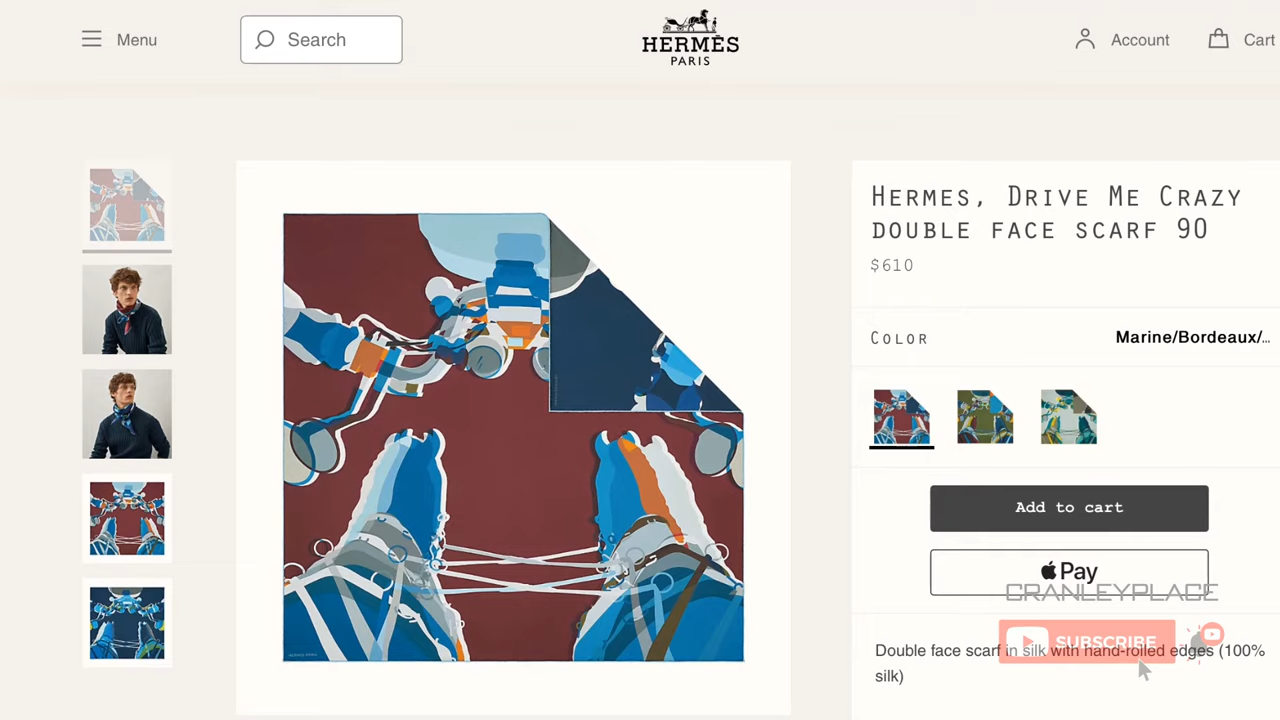 Menu
Search
HERMÈS
PARIS
Account
Cart
Hermes, Drive Me Crazy
double face scarf 90
$610
Color
Marine/Bordeaux/...
Add to cart
Pay
CRANLEYPLACE
SUBSCRIBE
Double face scarf in silk with hand-rolled edges (100%
silk)